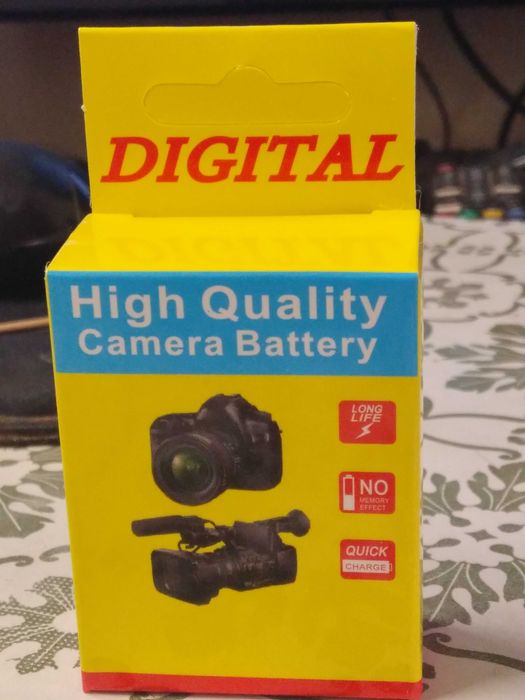 DIGITAL
High Quality
Camera Battery
LONG
LIFE
NO
MEMORY
EFFECT
QUICK
CHARGE